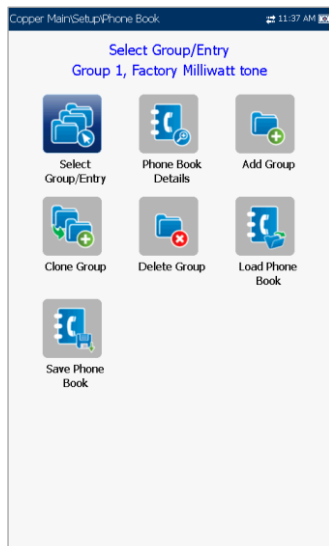 Copper Main\Setup\Phone Book 11:37 AM
Select Group/Entry
Group 1, Factory Milliwatt tone
Select
Group/Entry
Phone Book
Details
Add Group
Clone Group
Delete Group
Load Phone
Book
Save Phone
Book